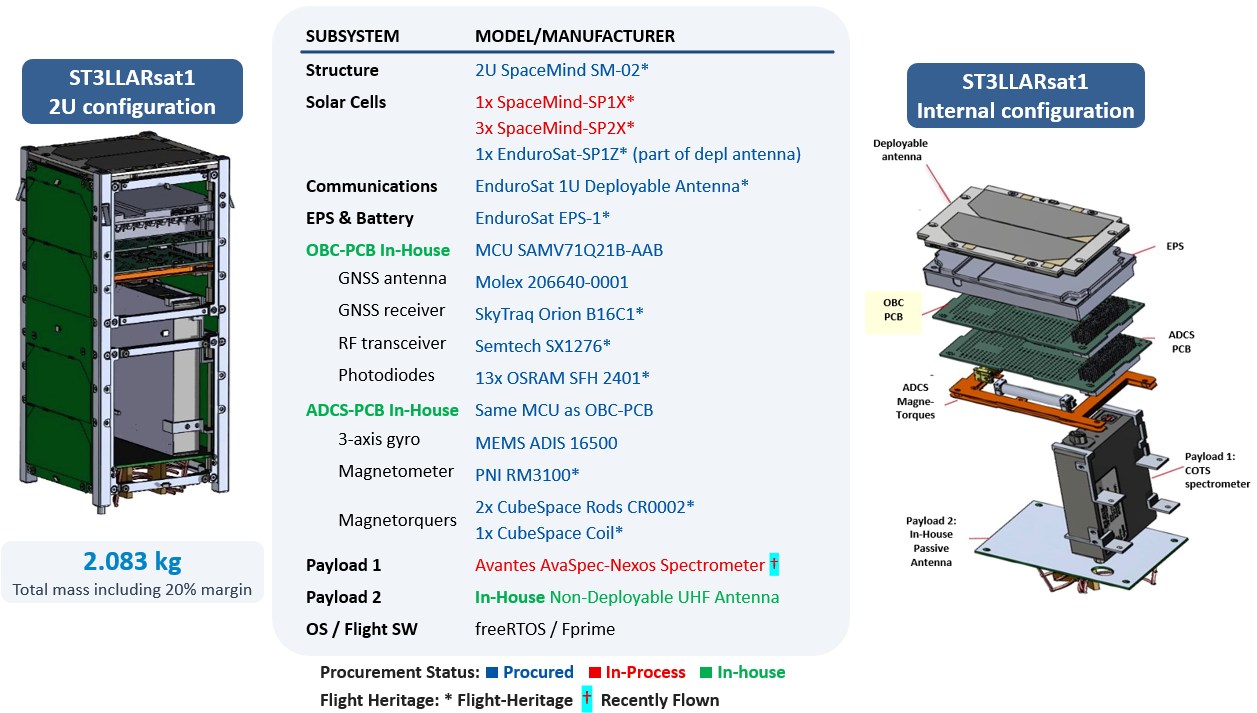 ST3LLARsat1
2U configuration
2.083 kg
Total mass including 20% margin
SUBSYSTEM MODEL/MANUFACTURER
Structure 2U SpaceMind SM-02*
Solar Cells 1x SpaceMind-SP1X*
3x SpaceMind-SP2X*
1x EnduroSat-SP1Z* (part of depl antenna)
Communications EnduroSat 1U Deployable Antenna*
EPS & Battery EnduroSat EPS-1*
OBC-PCB In-House MCU SAMV71Q21B-AAB
GNSS antenna Molex 206640-0001
GNSS receiver SkyTraq Orion B16C1*
RF transceiver Semtech SX1276*
Photodiodes 13x OSRAM SFH 2401*
ADCS-PCB In-House Same MCU as OBC-PCB
3-axis gyro MEMS ADIS 16500
Magnetometer PNI RM3100*
Magnetorquers 2x CubeSpace Rods CR0002*
1x CubeSpace Coil*
Payload 1 Avantes AvaSpec-Nexos Spectrometer †
Payload 2 In-House Non-Deployable UHF Antenna
OS / Flight SW freeRTOS / Fprime
Procurement Status: Procured In-Process In-house
Flight Heritage: * Flight-Heritage † Recently Flown
ST3LLARsat1
Internal configuration
Deployable
antenna
EPS
OBC
PCB
ADCS
PCB
ADCS
Magne-
Torques
Payload 1:
COTS
spectrometer
Payload 2:
In-House
Passive
Antenna